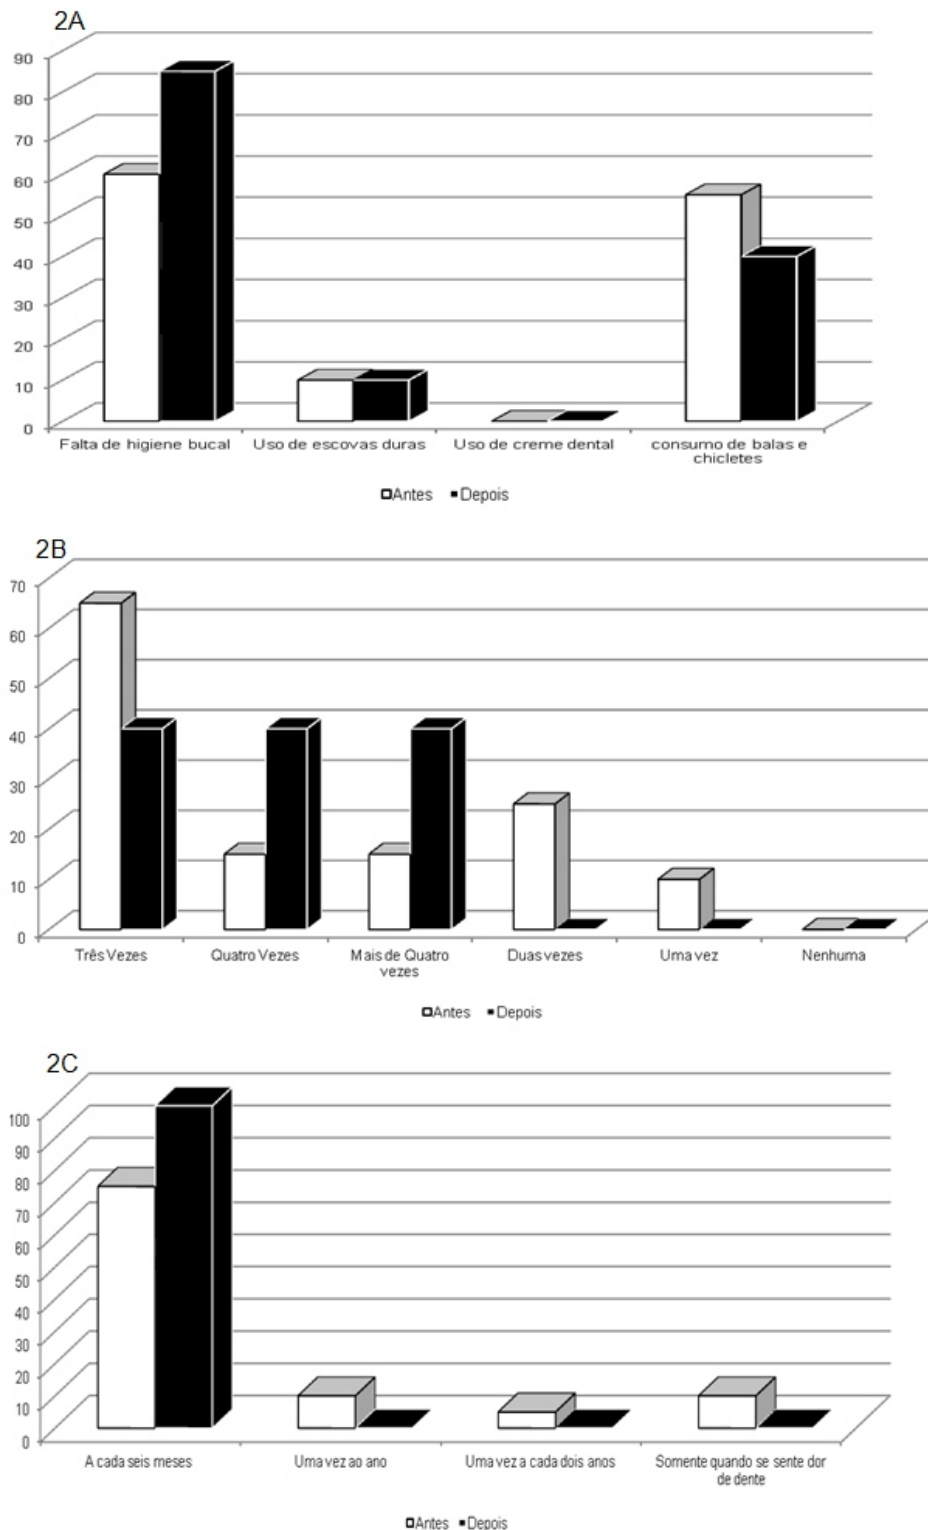 2A
90
80
70
60
50
40
30
20
10
0
Falta de higiene bucal Uso de escovas duras Uso de creme dental consumo de balas e
chicletes
Antes Depois
2B
70
60
50
40
30
20
10
0
Três Vezes Quatro Vezes Mais de Quatro Duas vezes Uma vez Nenhuma
vezes
Antes Depois
2C
100
90
80
70
60
50
40
30
20
10
0
A cada seis meses Uma vez ao ano Uma vez a cada dois anos Somente quando se sente dor
de dente
Antes Depois